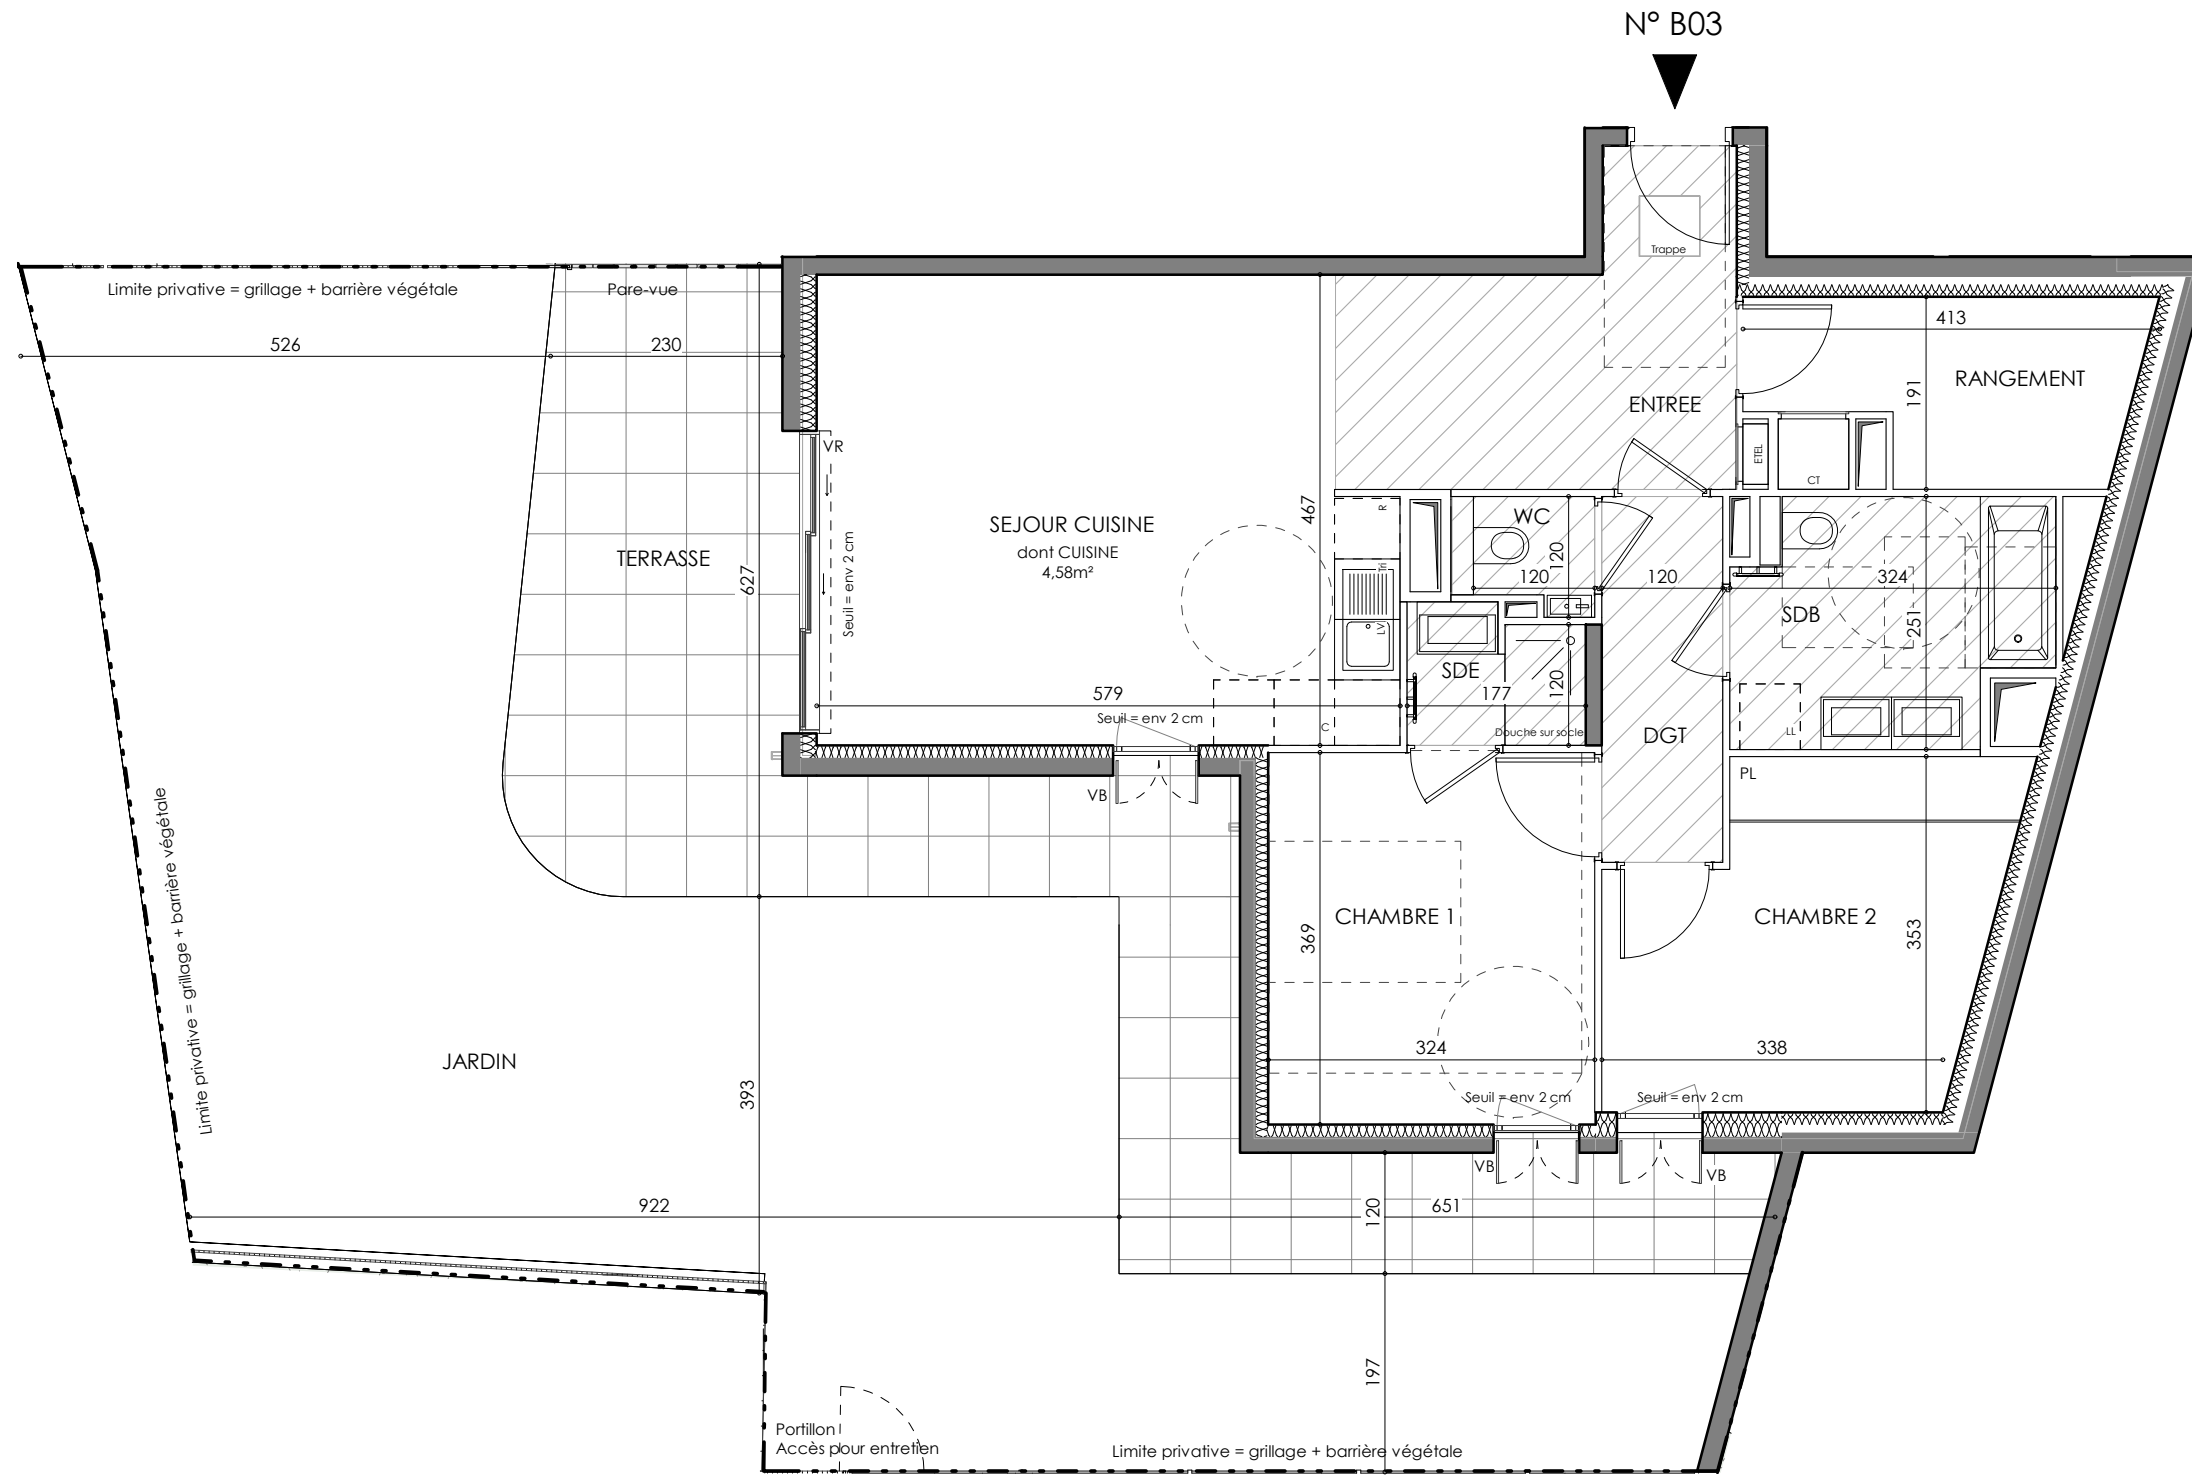 N° B03
Trappe
Limite privative = grillage + barrière végétale
Pare-vue
526
230
413
RANGEMENT
191
ENTREE
VR
ETEL
CT
467
R
SEJOUR CUISINE
dont CUISINE
4,58m²
WC
120
120
120
324
TERRASSE
627
Seuil = env 2 cm
Tri
LV
SDB
251
SDE
579
177
120
Seuil = env 2 cm
C
Douche sur socle
DGT
LL
PL
VB
Limite privative = grillage + barrière végétale
CHAMBRE 1
369
CHAMBRE 2
353
324
338
JARDIN
393
Seuil = env 2 cm
Seuil = env 2 cm
VB
VB
922
120
651
197
Portillon
Accès pour entretien
Limite privative = grillage + barrière végétale